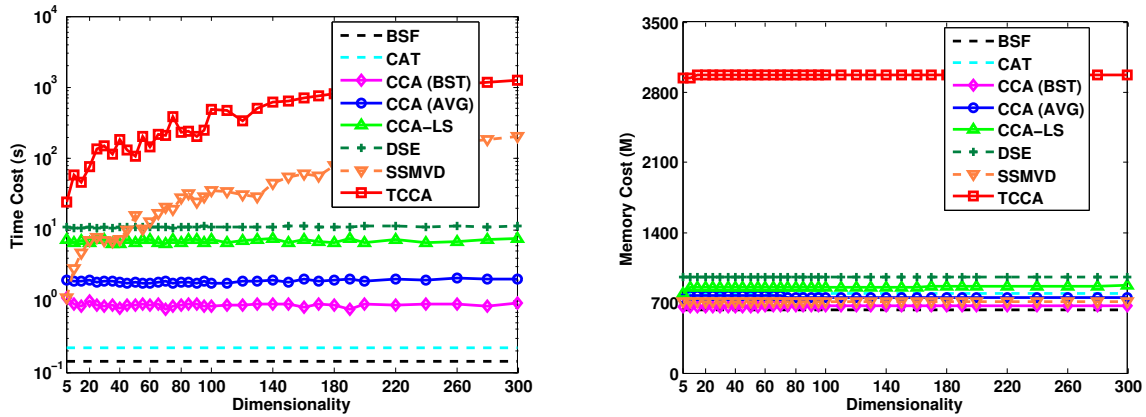 10^4
10^3
10^2
10^1
10^0
10^-1
Time Cost (s)
5 20 40 60 80 100 140 180 220 260 300
Dimensionality
BSF
CAT
CCA (BST)
CCA (AVG)
CCA-LS
DSE
SSMVD
TCCA
3500
2800
2100
1400
700
0
Memory Cost (M)
5 20 40 60 80 100 140 180 220 260 300
Dimensionality
BSF
CAT
CCA (BST)
CCA (AVG)
CCA-LS
DSE
SSMVD
TCCA